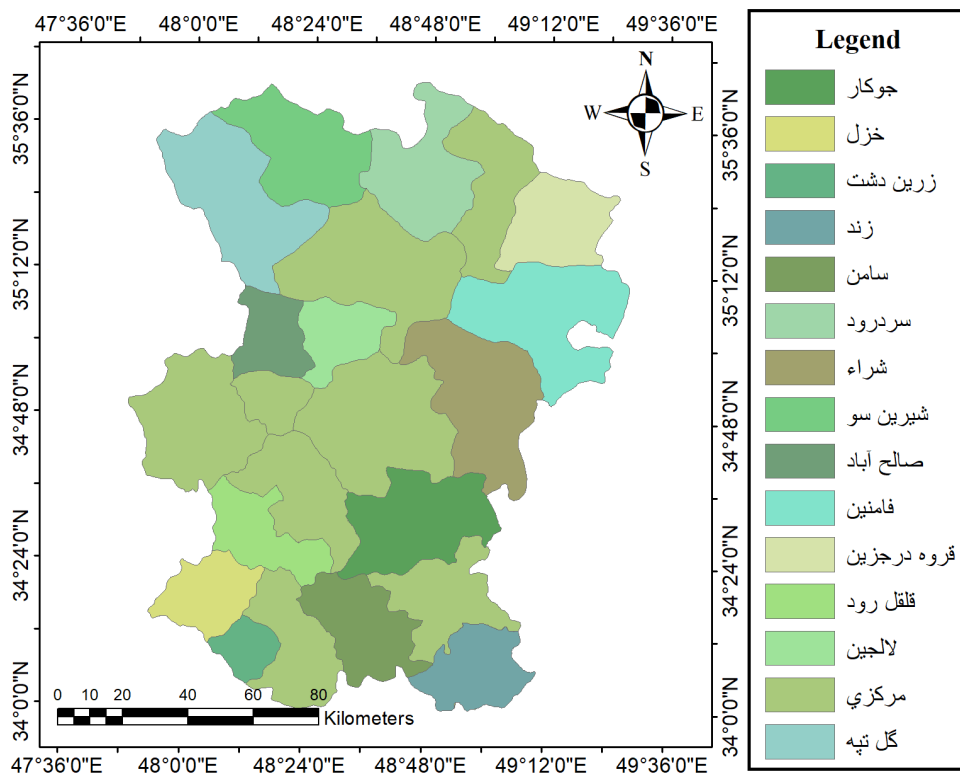 47°36'0"E 48°0'0"E 48°24'0"E 48°48'0"E 49°12'0"E 49°36'0"E
35°36'0"N
35°12'0"N
34°48'0"N
34°24'0"N
34°0'0"N
N
W E
S
0 10 20 40 60 80
Kilometers
35°36'0"N
35°12'0"N
34°48'0"N
34°24'0"N
34°0'0"N
47°36'0"E 48°0'0"E 48°24'0"E 48°48'0"E 49°12'0"E 49°36'0"E
Legend
جوکار
خزل
زرین دشت
زند
سامن
سردرود
شراء
شیرین سو
صالح آباد
فامنین
قروه درجزین
قلقل رود
لالجین
مرکزي
گل تپه